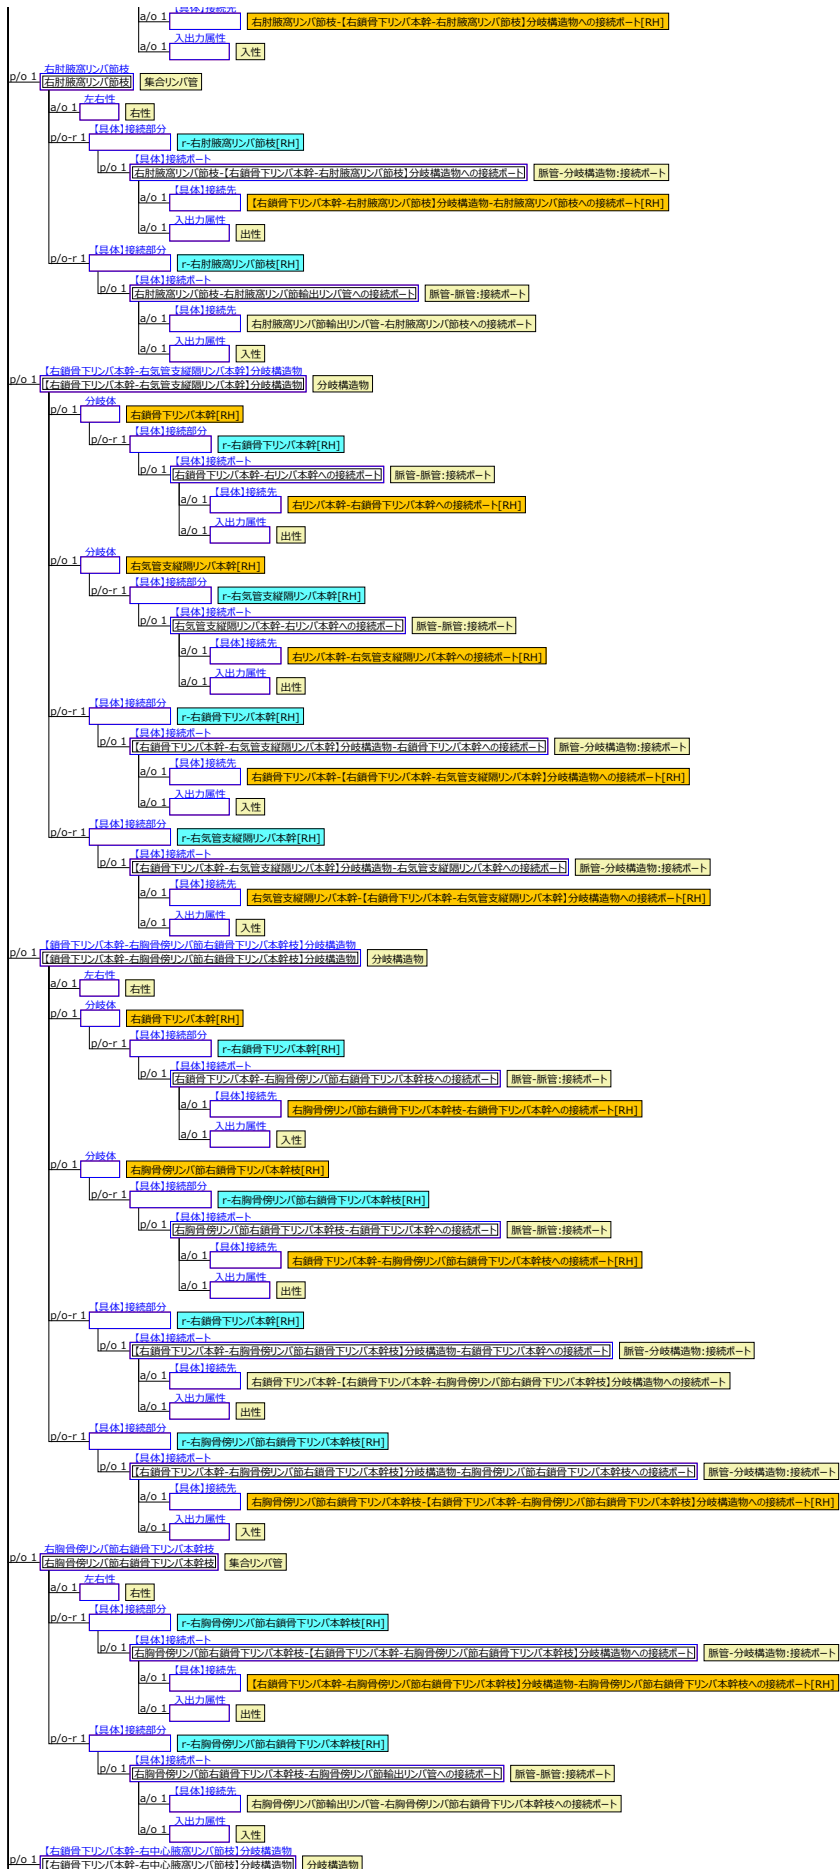 【具体】接続先
a/o 1 右肘腋窩リンパ節枝-【右鎖骨下リンパ本幹-右肘腋窩リンパ節枝】分岐構造物への接続ポート[RH]
入出力属性
a/o 1 入性
右肘腋窩リンパ節枝
p/o 1 右肘腋窩リンパ節枝 集合リンパ管
左右性
a/o 1 右性
【具体】接続部分
p/o-r 1 r-右肘腋窩リンパ節枝[RH]
【具体】接続ポート
p/o 1 右肘腋窩リンパ節枝-【右鎖骨下リンパ本幹-右肘腋窩リンパ節枝】分岐構造物への接続ポート 脈管-分岐構造物:接続ポート
【具体】接続先
a/o 1 【右鎖骨下リンパ本幹-右肘腋窩リンパ節枝】分岐構造物-右肘腋窩リンパ節枝への接続ポート[RH]
入出力属性
a/o 1 出性
【具体】接続部分
p/o-r 1 r-右肘腋窩リンパ節枝[RH]
【具体】接続ポート
p/o 1 右肘腋窩リンパ節枝-右肘腋窩リンパ節輸出リンパ管への接続ポート 脈管-脈管:接続ポート
【具体】接続先
a/o 1 右肘腋窩リンパ節輸出リンパ管-右肘腋窩リンパ節枝への接続ポート
入出力属性
a/o 1 入性
【右鎖骨下リンパ本幹-右気管支縦隔リンパ本幹】分岐構造物
p/o 1 【右鎖骨下リンパ本幹-右気管支縦隔リンパ本幹】分岐構造物 分岐構造物
分岐体
p/o 1 右鎖骨下リンパ本幹[RH]
【具体】接続部分
p/o-r 1 r-右鎖骨下リンパ本幹[RH]
【具体】接続ポート
p/o 1 右鎖骨下リンパ本幹-右リンパ本幹への接続ポート 脈管-脈管:接続ポート
【具体】接続先
a/o 1 右リンパ本幹-右鎖骨下リンパ本幹への接続ポート[RH]
入出力属性
a/o 1 出性
分岐体
p/o 1 右気管支縦隔リンパ本幹[RH]
【具体】接続部分
p/o-r 1 r-右気管支縦隔リンパ本幹[RH]
【具体】接続ポート
p/o 1 右気管支縦隔リンパ本幹-右リンパ本幹への接続ポート 脈管-脈管:接続ポート
【具体】接続先
a/o 1 右リンパ本幹-右気管支縦隔リンパ本幹への接続ポート[RH]
入出力属性
a/o 1 出性
【具体】接続部分
p/o-r 1 r-右鎖骨下リンパ本幹[RH]
【具体】接続ポート
p/o 1 【右鎖骨下リンパ本幹-右気管支縦隔リンパ本幹】分岐構造物-右鎖骨下リンパ本幹への接続ポート 脈管-分岐構造物:接続ポート
【具体】接続先
a/o 1 右鎖骨下リンパ本幹-【右鎖骨下リンパ本幹-右気管支縦隔リンパ本幹】分岐構造物への接続ポート[RH]
入出力属性
a/o 1 入性
【具体】接続部分
p/o-r 1 r-右気管支縦隔リンパ本幹[RH]
【具体】接続ポート
p/o 1 【右鎖骨下リンパ本幹-右気管支縦隔リンパ本幹】分岐構造物-右気管支縦隔リンパ本幹への接続ポート 脈管-分岐構造物:接続ポート
【具体】接続先
a/o 1 右気管支縦隔リンパ本幹-【右鎖骨下リンパ本幹-右気管支縦隔リンパ本幹】分岐構造物への接続ポート[RH]
入出力属性
a/o 1 入性
【鎖骨下リンパ本幹-右胸骨傍リンパ節右鎖骨下リンパ本幹枝】分岐構造物
p/o 1 【鎖骨下リンパ本幹-右胸骨傍リンパ節右鎖骨下リンパ本幹枝】分岐構造物 分岐構造物
左右性
a/o 1 右性
分岐体
p/o 1 右鎖骨下リンパ本幹[RH]
【具体】接続部分
p/o-r 1 r-右鎖骨下リンパ本幹[RH]
【具体】接続ポート
p/o 1 右鎖骨下リンパ本幹-右胸骨傍リンパ節右鎖骨下リンパ本幹枝への接続ポート 脈管-脈管:接続ポート
【具体】接続先
a/o 1 右胸骨傍リンパ節右鎖骨下リンパ本幹枝-右鎖骨下リンパ本幹への接続ポート[RH]
入出力属性
a/o 1 入性
分岐体
p/o 1 右胸骨傍リンパ節右鎖骨下リンパ本幹枝[RH]
【具体】接続部分
p/o-r 1 r-右胸骨傍リンパ節右鎖骨下リンパ本幹枝[RH]
【具体】接続ポート
p/o 1 右胸骨傍リンパ節右鎖骨下リンパ本幹枝-右鎖骨下リンパ本幹への接続ポート 脈管-脈管:接続ポート
【具体】接続先
a/o 1 右鎖骨下リンパ本幹-右胸骨傍リンパ節右鎖骨下リンパ本幹枝への接続ポート[RH]
入出力属性
a/o 1 出性
【具体】接続部分
p/o-r 1 r-右鎖骨下リンパ本幹[RH]
【具体】接続ポート
p/o 1 【右鎖骨下リンパ本幹-右胸骨傍リンパ節右鎖骨下リンパ本幹枝】分岐構造物-右鎖骨下リンパ本幹への接続ポート 脈管-分岐構造物:接続ポート
【具体】接続先
a/o 1 右鎖骨下リンパ本幹-【右鎖骨下リンパ本幹-右胸骨傍リンパ節右鎖骨下リンパ本幹枝】分岐構造物への接続ポート
入出力属性
a/o 1 出性
【具体】接続部分
p/o-r 1 r-右胸骨傍リンパ節右鎖骨下リンパ本幹枝[RH]
【具体】接続ポート
p/o 1 【右鎖骨下リンパ本幹-右胸骨傍リンパ節右鎖骨下リンパ本幹枝】分岐構造物-右胸骨傍リンパ節右鎖骨下リンパ本幹枝への接続ポート 脈管-分岐構造物:接続ポート
【具体】接続先
a/o 1 右胸骨傍リンパ節右鎖骨下リンパ本幹枝-【右鎖骨下リンパ本幹-右胸骨傍リンパ節右鎖骨下リンパ本幹枝】分岐構造物への接続ポート[RH]
入出力属性
a/o 1 入性
右胸骨傍リンパ節右鎖骨下リンパ本幹枝
p/o 1 右胸骨傍リンパ節右鎖骨下リンパ本幹枝 集合リンパ管
左右性
a/o 1 右性
【具体】接続部分
p/o-r 1 r-右胸骨傍リンパ節右鎖骨下リンパ本幹枝[RH]
【具体】接続ポート
p/o 1 右胸骨傍リンパ節右鎖骨下リンパ本幹枝-【右鎖骨下リンパ本幹-右胸骨傍リンパ節右鎖骨下リンパ本幹枝】分岐構造物への接続ポート 脈管-分岐構造物:接続ポート
【具体】接続先
a/o 1 【右鎖骨下リンパ本幹-右胸骨傍リンパ節右鎖骨下リンパ本幹枝】分岐構造物-右胸骨傍リンパ節右鎖骨下リンパ本幹枝への接続ポート[RH]
入出力属性
a/o 1 出性
【具体】接続部分
p/o-r 1 r-右胸骨傍リンパ節右鎖骨下リンパ本幹枝[RH]
【具体】接続ポート
p/o 1 右胸骨傍リンパ節右鎖骨下リンパ本幹枝-右胸骨傍リンパ節輸出リンパ管への接続ポート 脈管-脈管:接続ポート
【具体】接続先
a/o 1 右胸骨傍リンパ節輸出リンパ管-右胸骨傍リンパ節右鎖骨下リンパ本幹枝への接続ポート
入出力属性
a/o 1 入性
【右鎖骨下リンパ本幹-右中心腋窩リンパ節枝】分岐構造物
p/o 1 【右鎖骨下リンパ本幹-右中心腋窩リンパ節枝】分岐構造物 分岐構造物